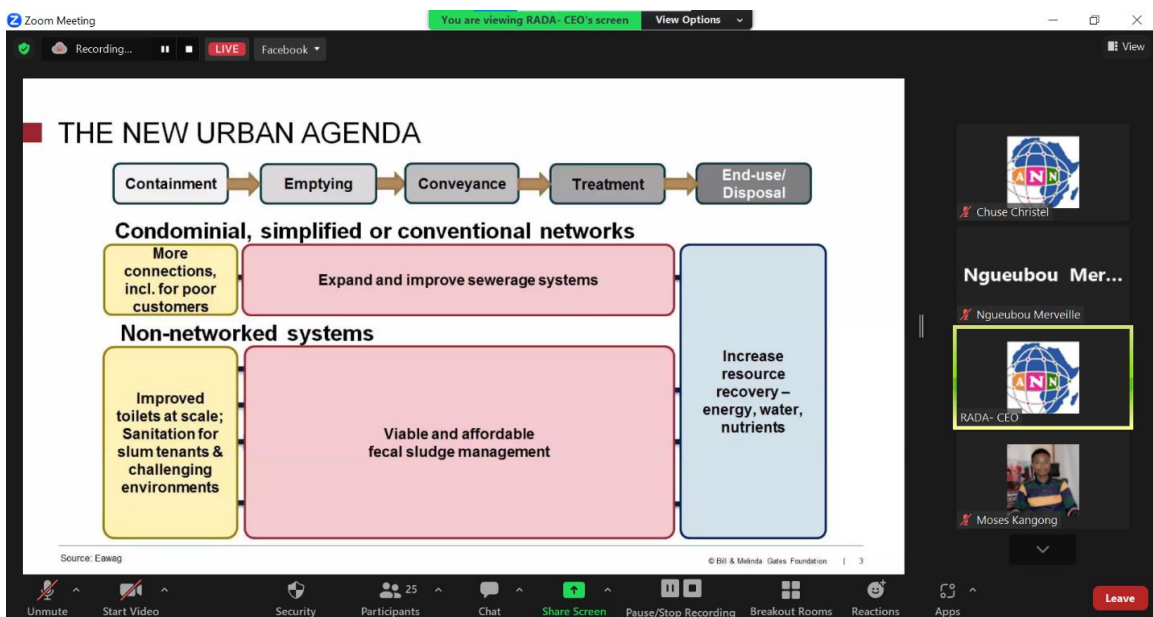 Zoom Meeting
You are viewing RADA- CEO's screen
View Options
Recording...
LIVE
Facebook
View
THE NEW URBAN AGENDA
Containment
Emptying
Conveyance
Treatment
End-use/
Disposal
Condominial, simplified or conventional networks
More
connections,
incl. for poor
customers
Expand and improve sewerage systems
Non-networked systems
Improved
toilets at scale;
Sanitation for
slum tenants &
challenging
environments
Viable and affordable
fecal sludge management
Increase
resource
recovery –
energy, water,
nutrients
Source: Eawag
© Bill & Melinda Gates Foundation | 3
ANN
Chuse Christel
Ngueubou Mer...
Ngueubou Merveille
ANN
RADA- CEO
Moses Kangong
Unmute
Start Video
Security
25
Participants
Chat
Share Screen
Pause/Stop Recording
Breakout Rooms
Reactions
Apps
Leave